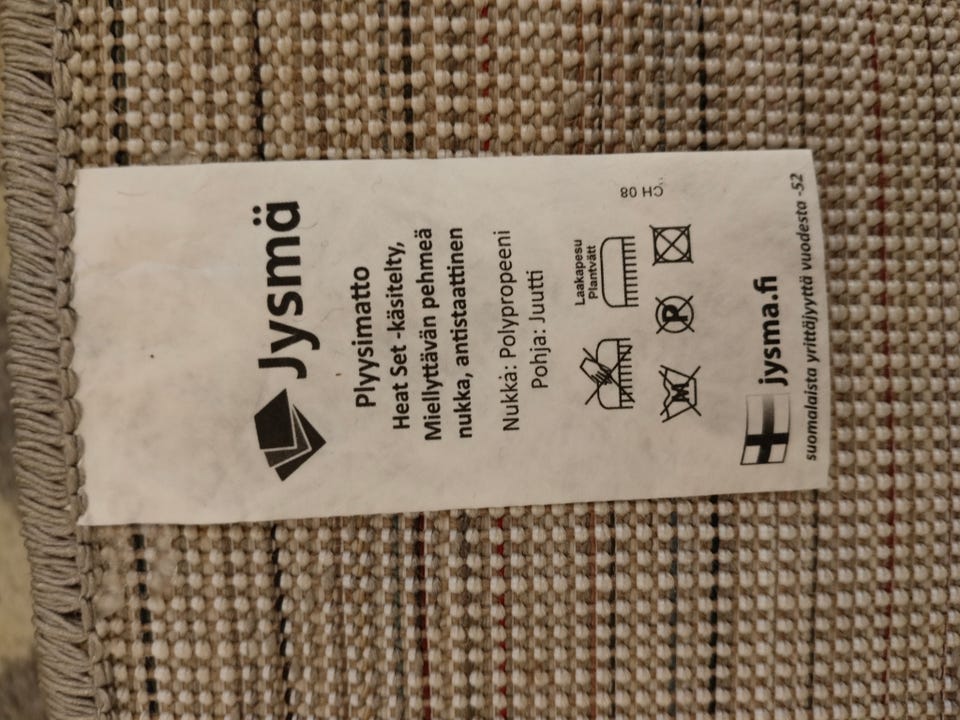 Jysmä
Plyysimatto
Heat Set -käsitelty,
Miellyttävän pehmeä
nukka, antistaattinen
Nukka: Polypropeeni
Pohja: Juutti
Laakapesu
Plantvätt
P
CH 08
jysma.fi
suomalaista yrittäjyyttä vuodesta -52